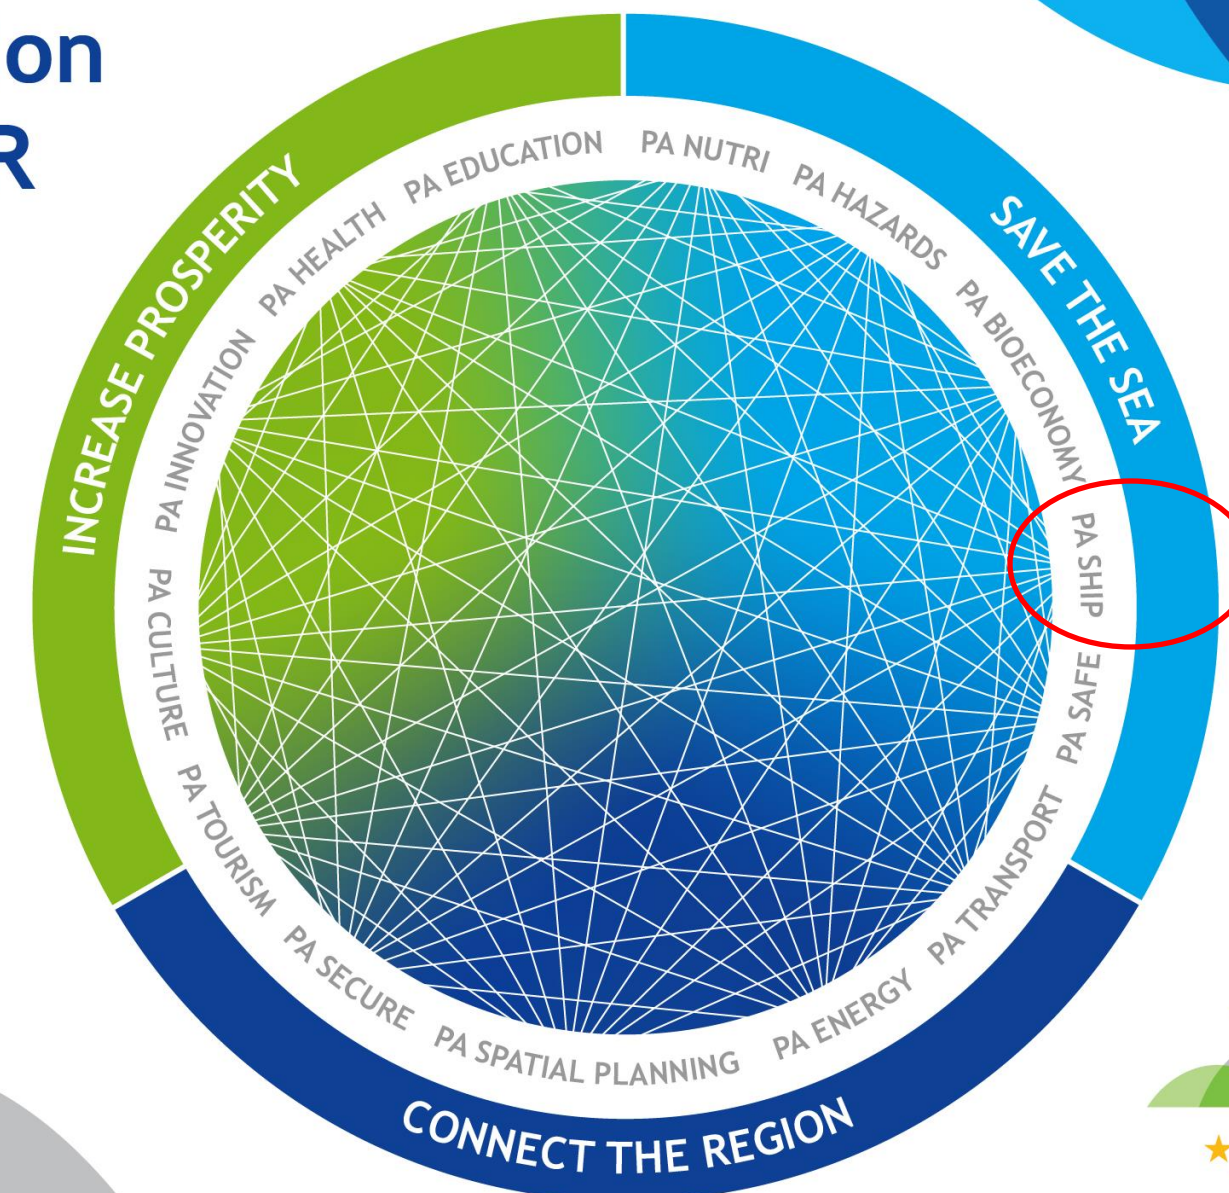 on
R
INCREASE PROSPERITY
SAVE THE SEA
CONNECT THE REGION
PA EDUCATION
PA NUTRI
PA HAZARDS
PA BIOECONOMY
PA SHIP
PA SAFE
PA TRANSPORT
PA ENERGY
PA SPATIAL PLANNING
PA SECURE
PA TOURISM
PA CULTURE
PA INNOVATION
PA HEALTH